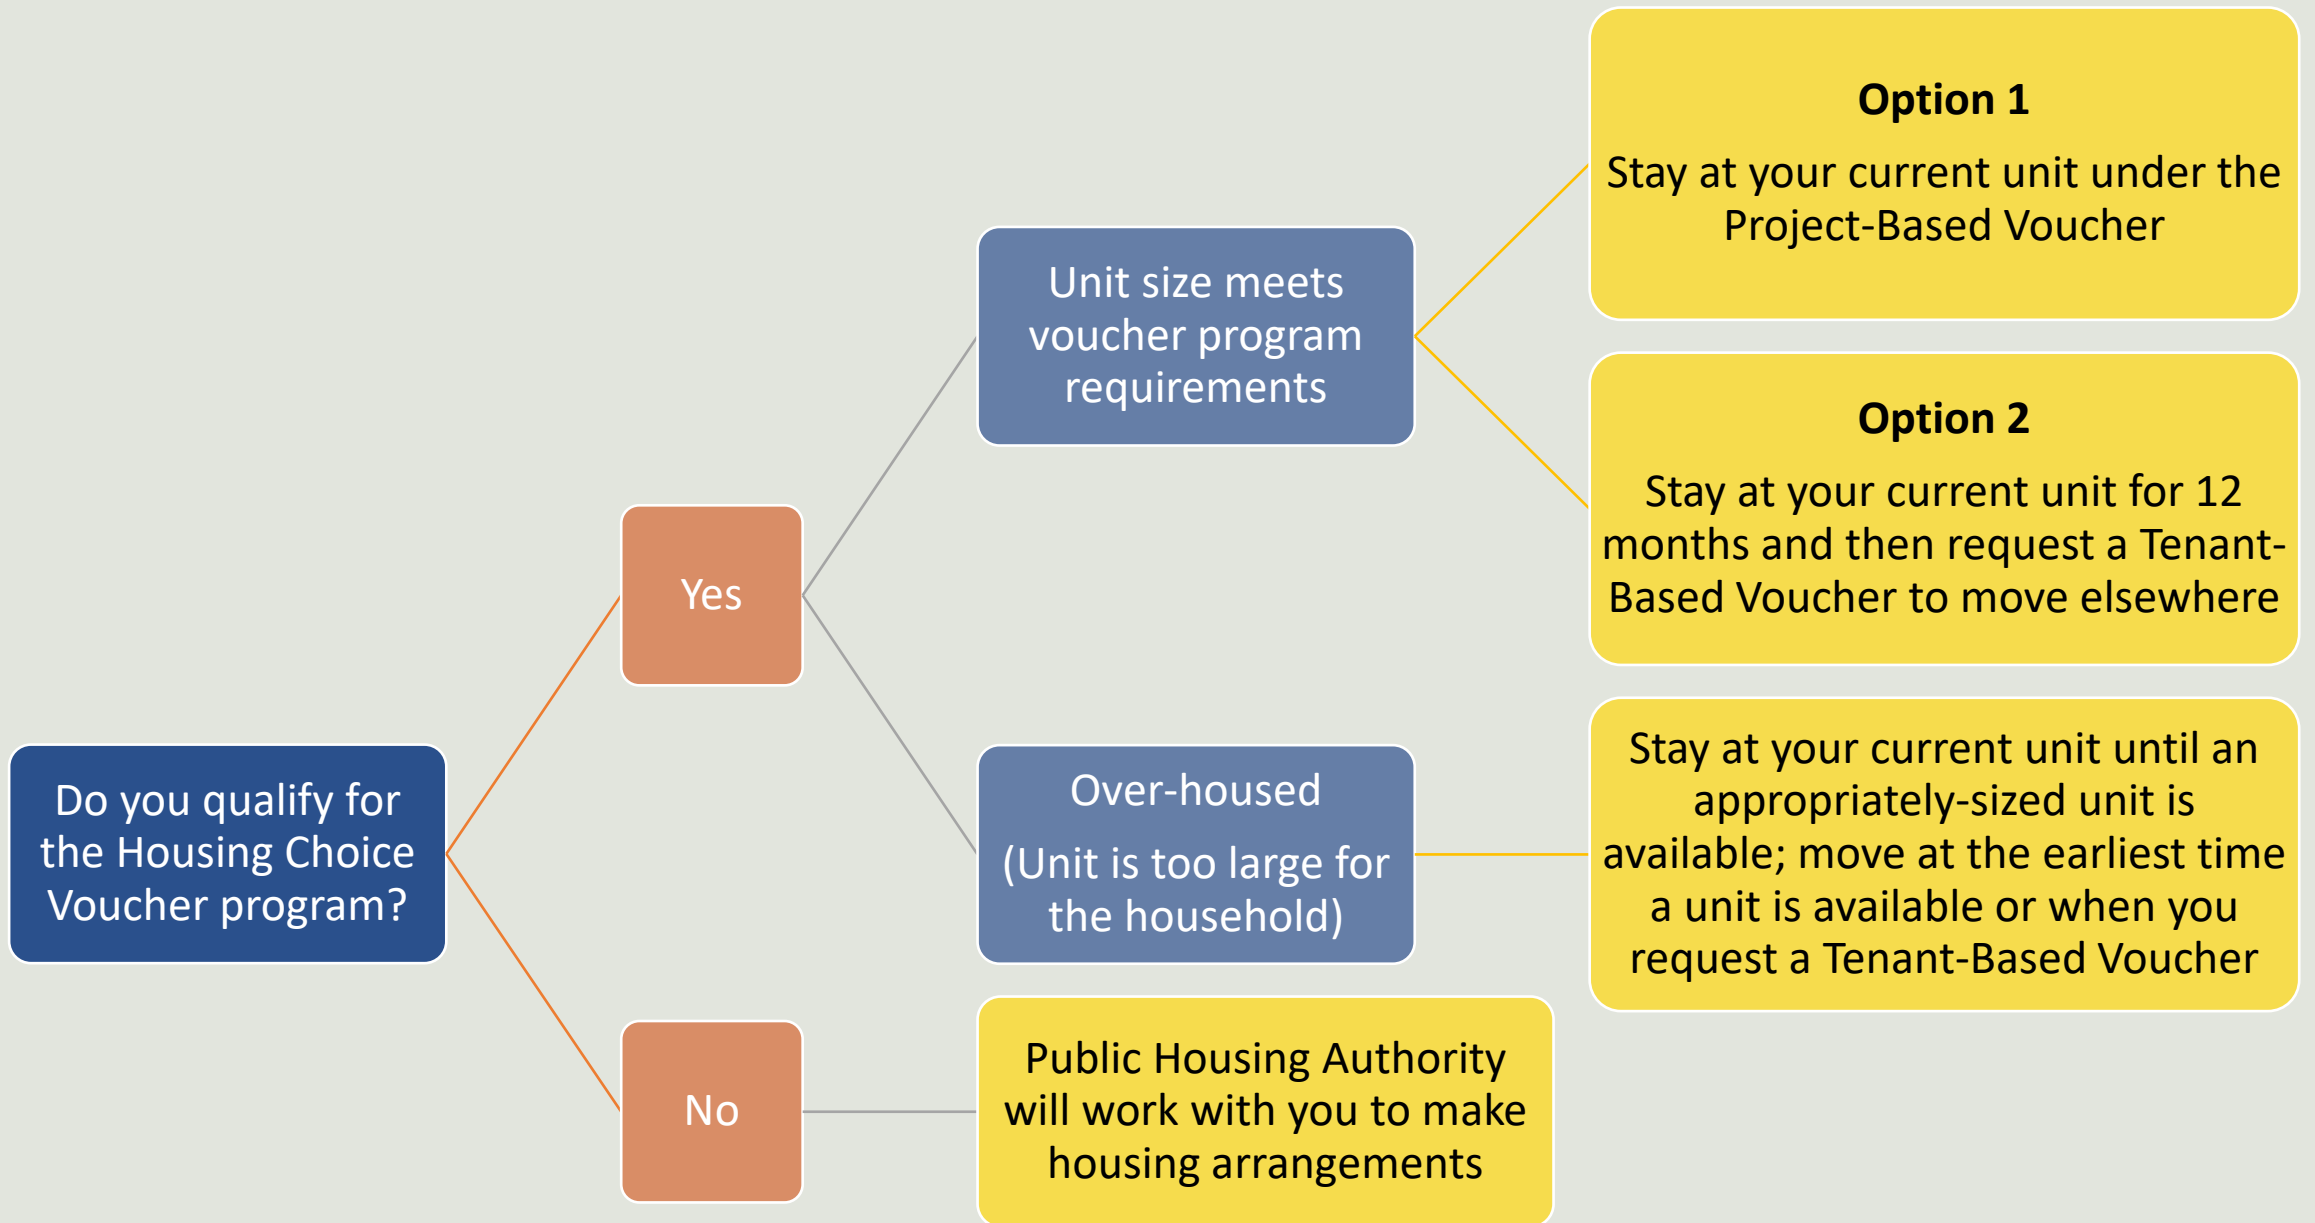 Do you qualify for
the Housing Choice
Voucher program?
Yes
Unit size meets
voucher program
requirements
Option 1
Stay at your current unit under the
Project-Based Voucher
Option 2
Stay at your current unit for 12
months and then request a Tenant-
Based Voucher to move elsewhere
Over-housed
(Unit is too large for
the household)
Stay at your current unit until an
appropriately-sized unit is
available; move at the earliest time
a unit is available or when you
request a Tenant-Based Voucher
No
Public Housing Authority
will work with you to make
housing arrangements